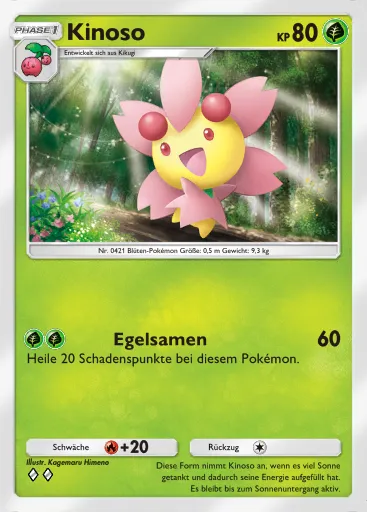 PHASE 1
Kinoso
KP 80
Entwickelt sich aus Kikugi
Nr. 0421 Blüten-Pokémon Größe: 0,5 m Gewicht: 9,3 kg
Egelsamen 60
Heile 20 Schadenspunkte bei diesem Pokémon.
Schwäche +20 Rückzug
Illustr. Kagemaru Himeno
Diese Form nimmt Kinoso an, wenn es viel Sonne
getankt und dadurch seine Energie aufgefüllt hat.
Es bleibt bis zum Sonnenuntergang aktiv.